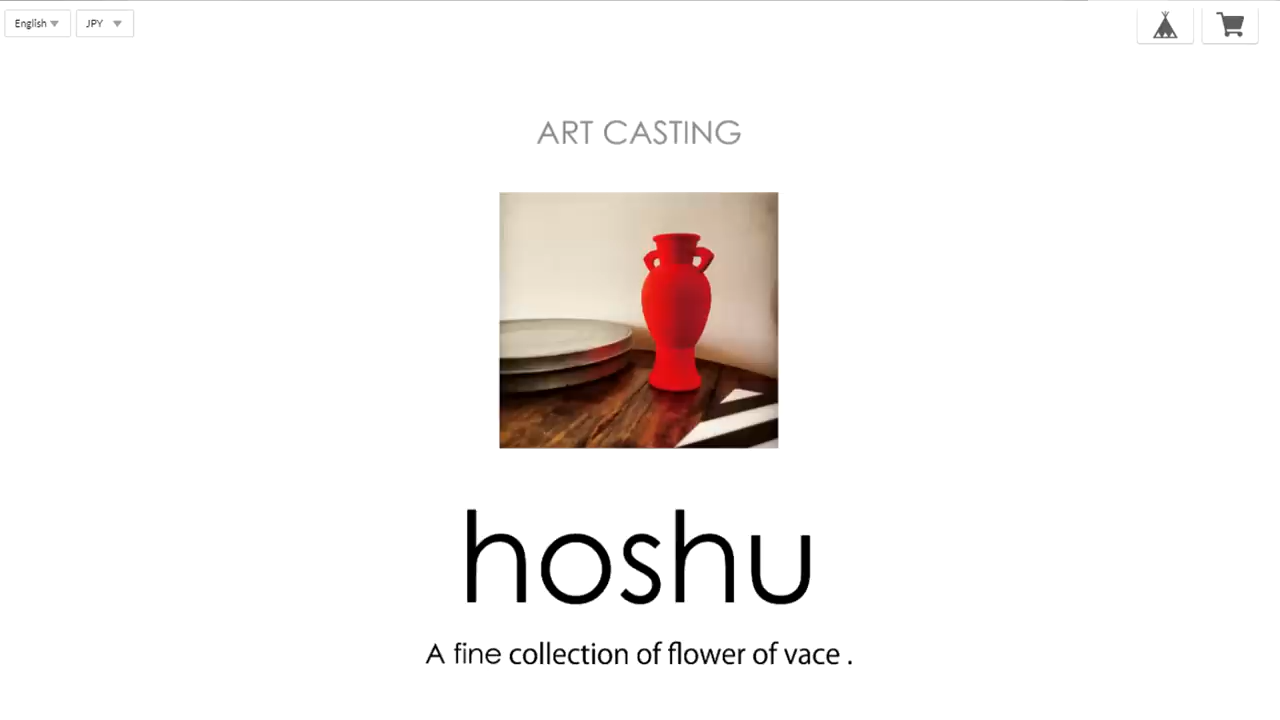 English
JPY
ART CASTING
hoshu
A fine collection of flower of vace .